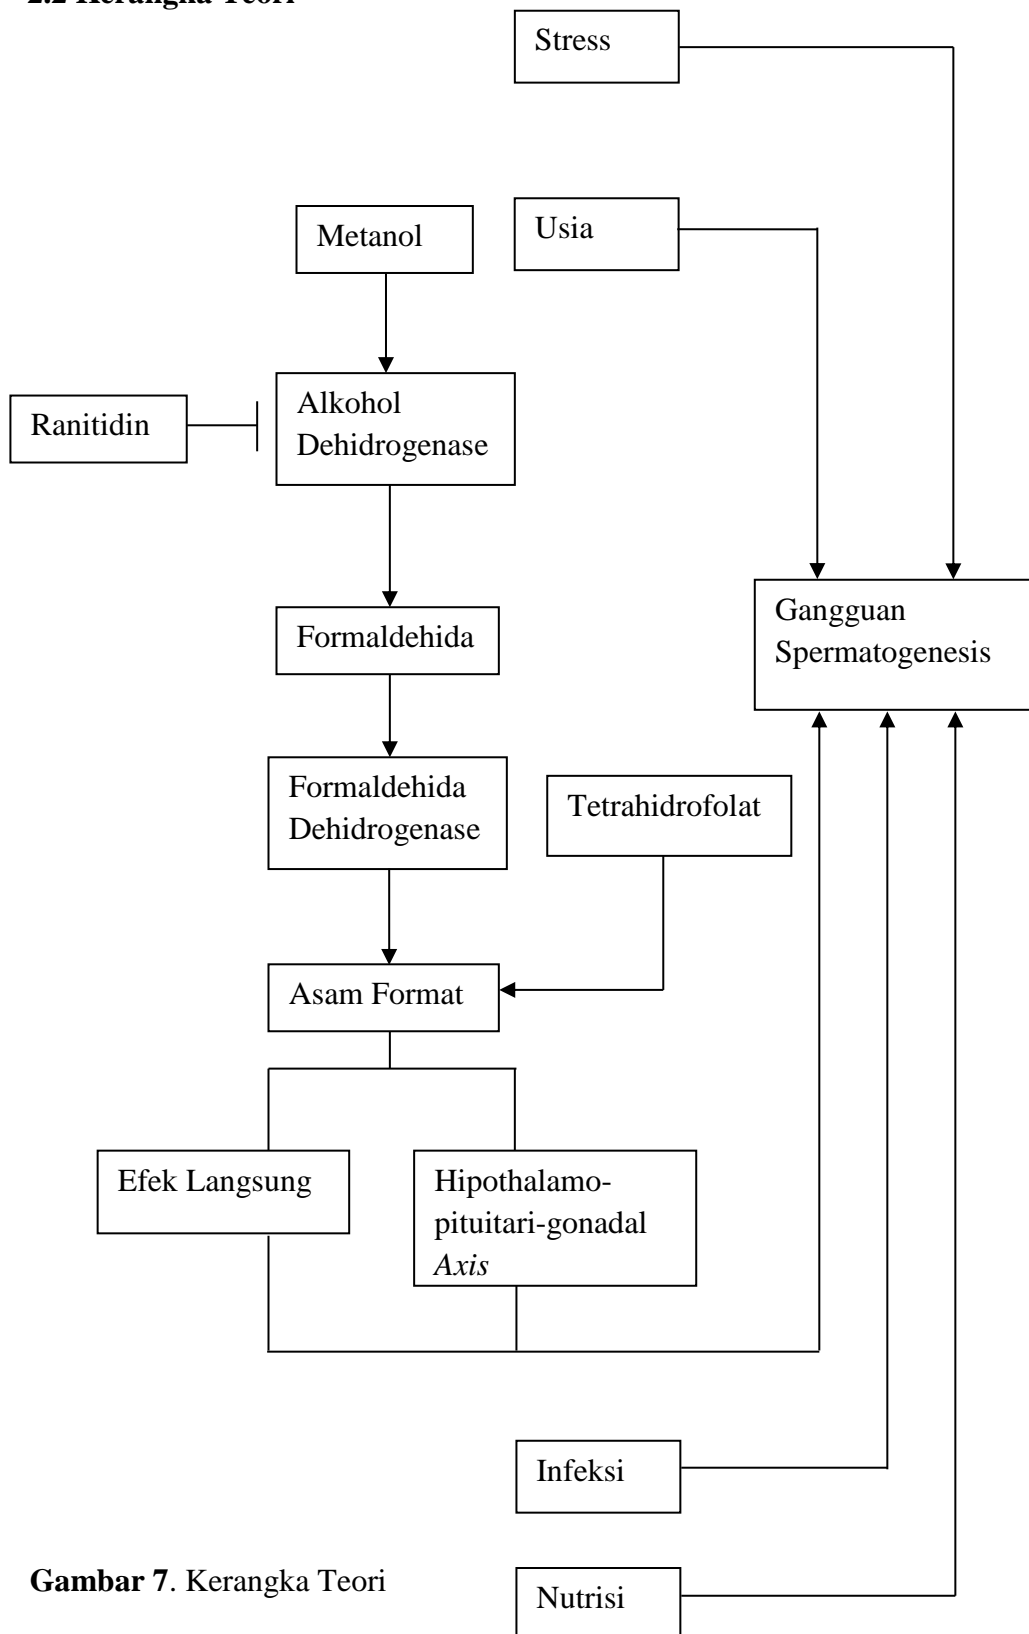 2.2 Kerangka Teori
Stress
Metanol
Usia
Ranitidin
Alkohol
Dehidrogenase
Formaldehida
Gangguan
Spermatogenesis
Formaldehida
Dehidrogenase
Tetrahidrofolat
Asam Format
Efek Langsung
Hipothalamo-
pituitari-gonadal
Axis
Infeksi
Gambar 7. Kerangka Teori
Nutrisi